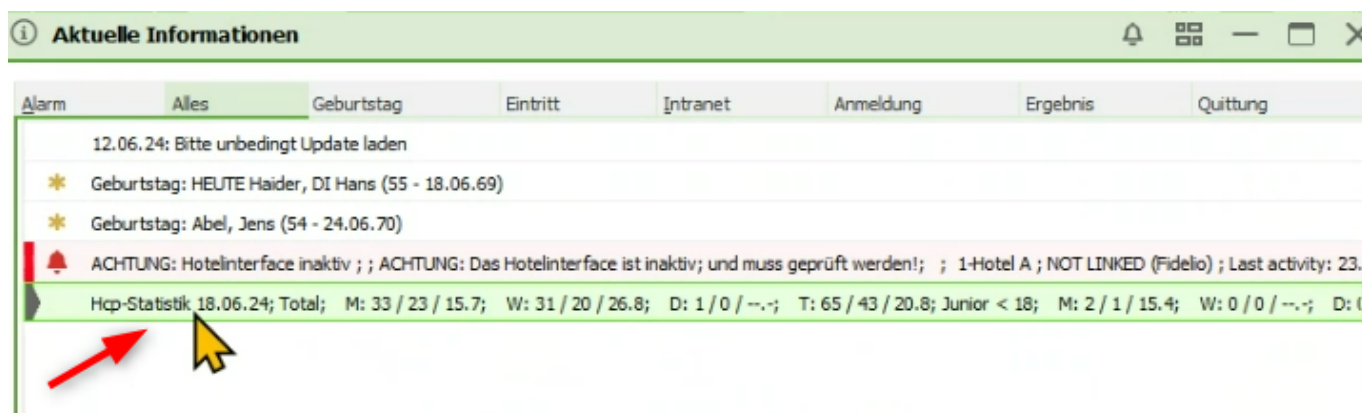 Aktuelle Informationen
Alarm Alles Geburtstag Eintritt Intranet Anmeldung Ergebnis Quittung
12.06.24: Bitte unbedingt Update laden
Geburtstag: HEUTE Haider, DI Hans (55 - 18.06.69)
Geburtstag: Abel, Jens (54 - 24.06.70)
ACHTUNG: Hotelinterface inaktiv ; ; ACHTUNG: Das Hotelinterface ist inaktiv; und muss geprüft werden!; ; 1-Hotel A ; NOT LINKED (Fidelio) ; Last activity: 23.
Hcp-Statistik 18.06.24; Total; M: 33 / 23 / 15.7; W: 31 / 20 / 26.8; D: 1 / 0 / --.-; T: 65 / 43 / 20.8; Junior < 18; M: 2 / 1 / 15.4; W: 0 / 0 / --.-; D: